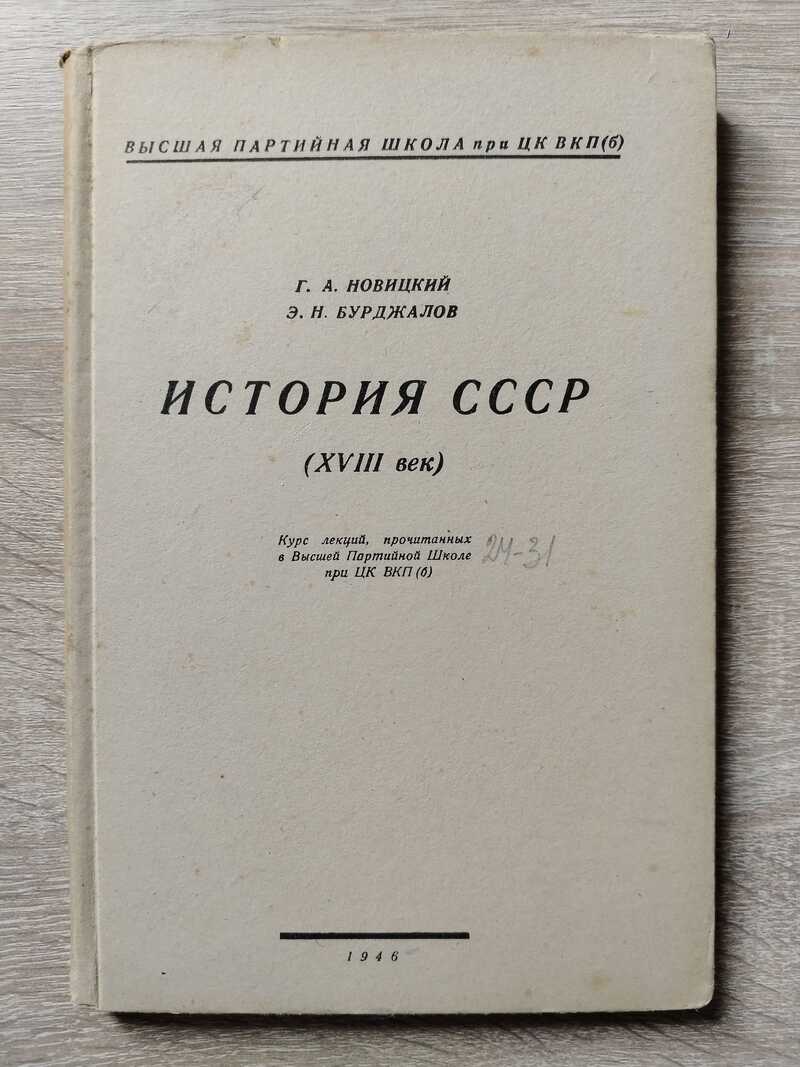 ВЫСШАЯ ПАРТИЙНАЯ ШКОЛА при ЦК ВКП(б)
Г. А. НОВИЦКИЙ
Э. Н. БУРДЖАЛОВ
ИСТОРИЯ СССР
(XVIII век)
Курс лекций, прочитанных
в Высшей Партийной Школе
при ЦК ВКП(б)
24-31
1946